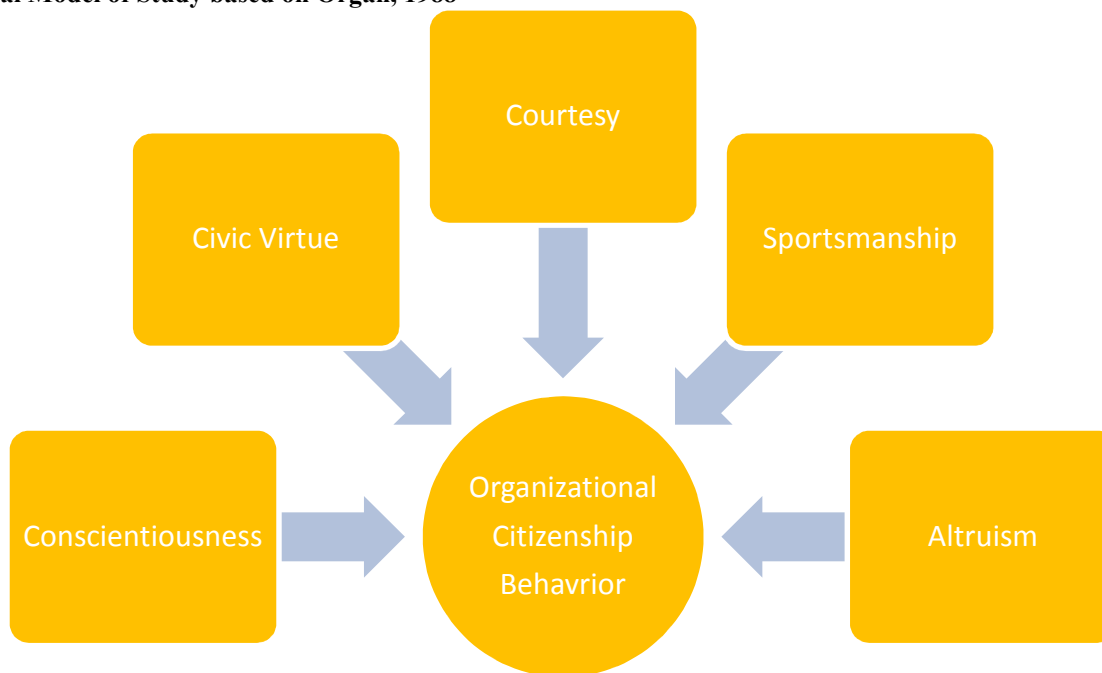 al Model of Study based on Organ, 1988
Courtesy
Civic Virtue
Sportsmanship
Conscientiousness
Organizational
Citizenship
Behavrior
Altruism